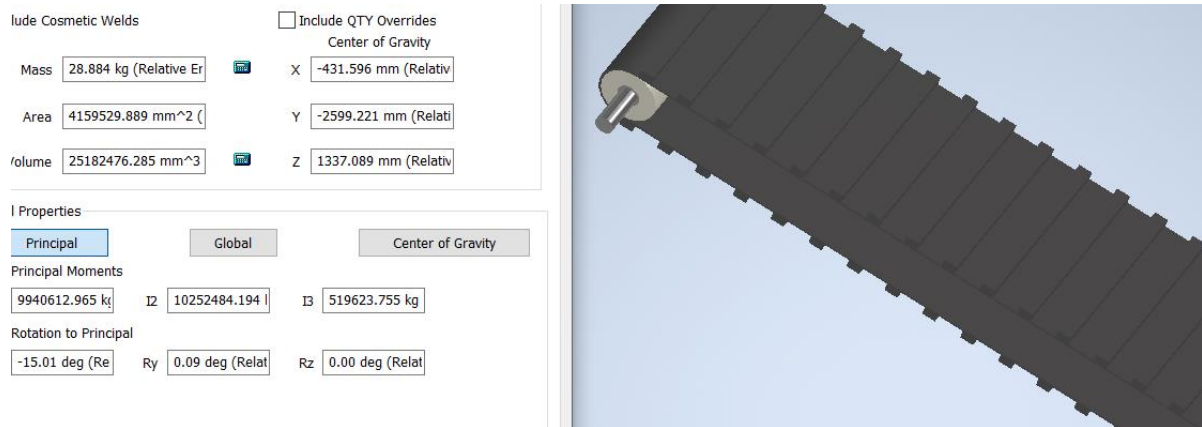 lude Cosmetic Welds Include QTY Overrides
Center of Gravity
Mass 28.884 kg (Relative Er X -431.596 mm (Relativ
Area 4159529.889 mm^2 ( Y -2599.221 mm (Relati
Volume 25182476.285 mm^3 Z 1337.089 mm (Relativ
l Properties
Principal Global Center of Gravity
Principal Moments
9940612.965 kg I2 10252484.194 l I3 519623.755 kg
Rotation to Principal
-15.01 deg (Re Ry 0.09 deg (Relat Rz 0.00 deg (Relat